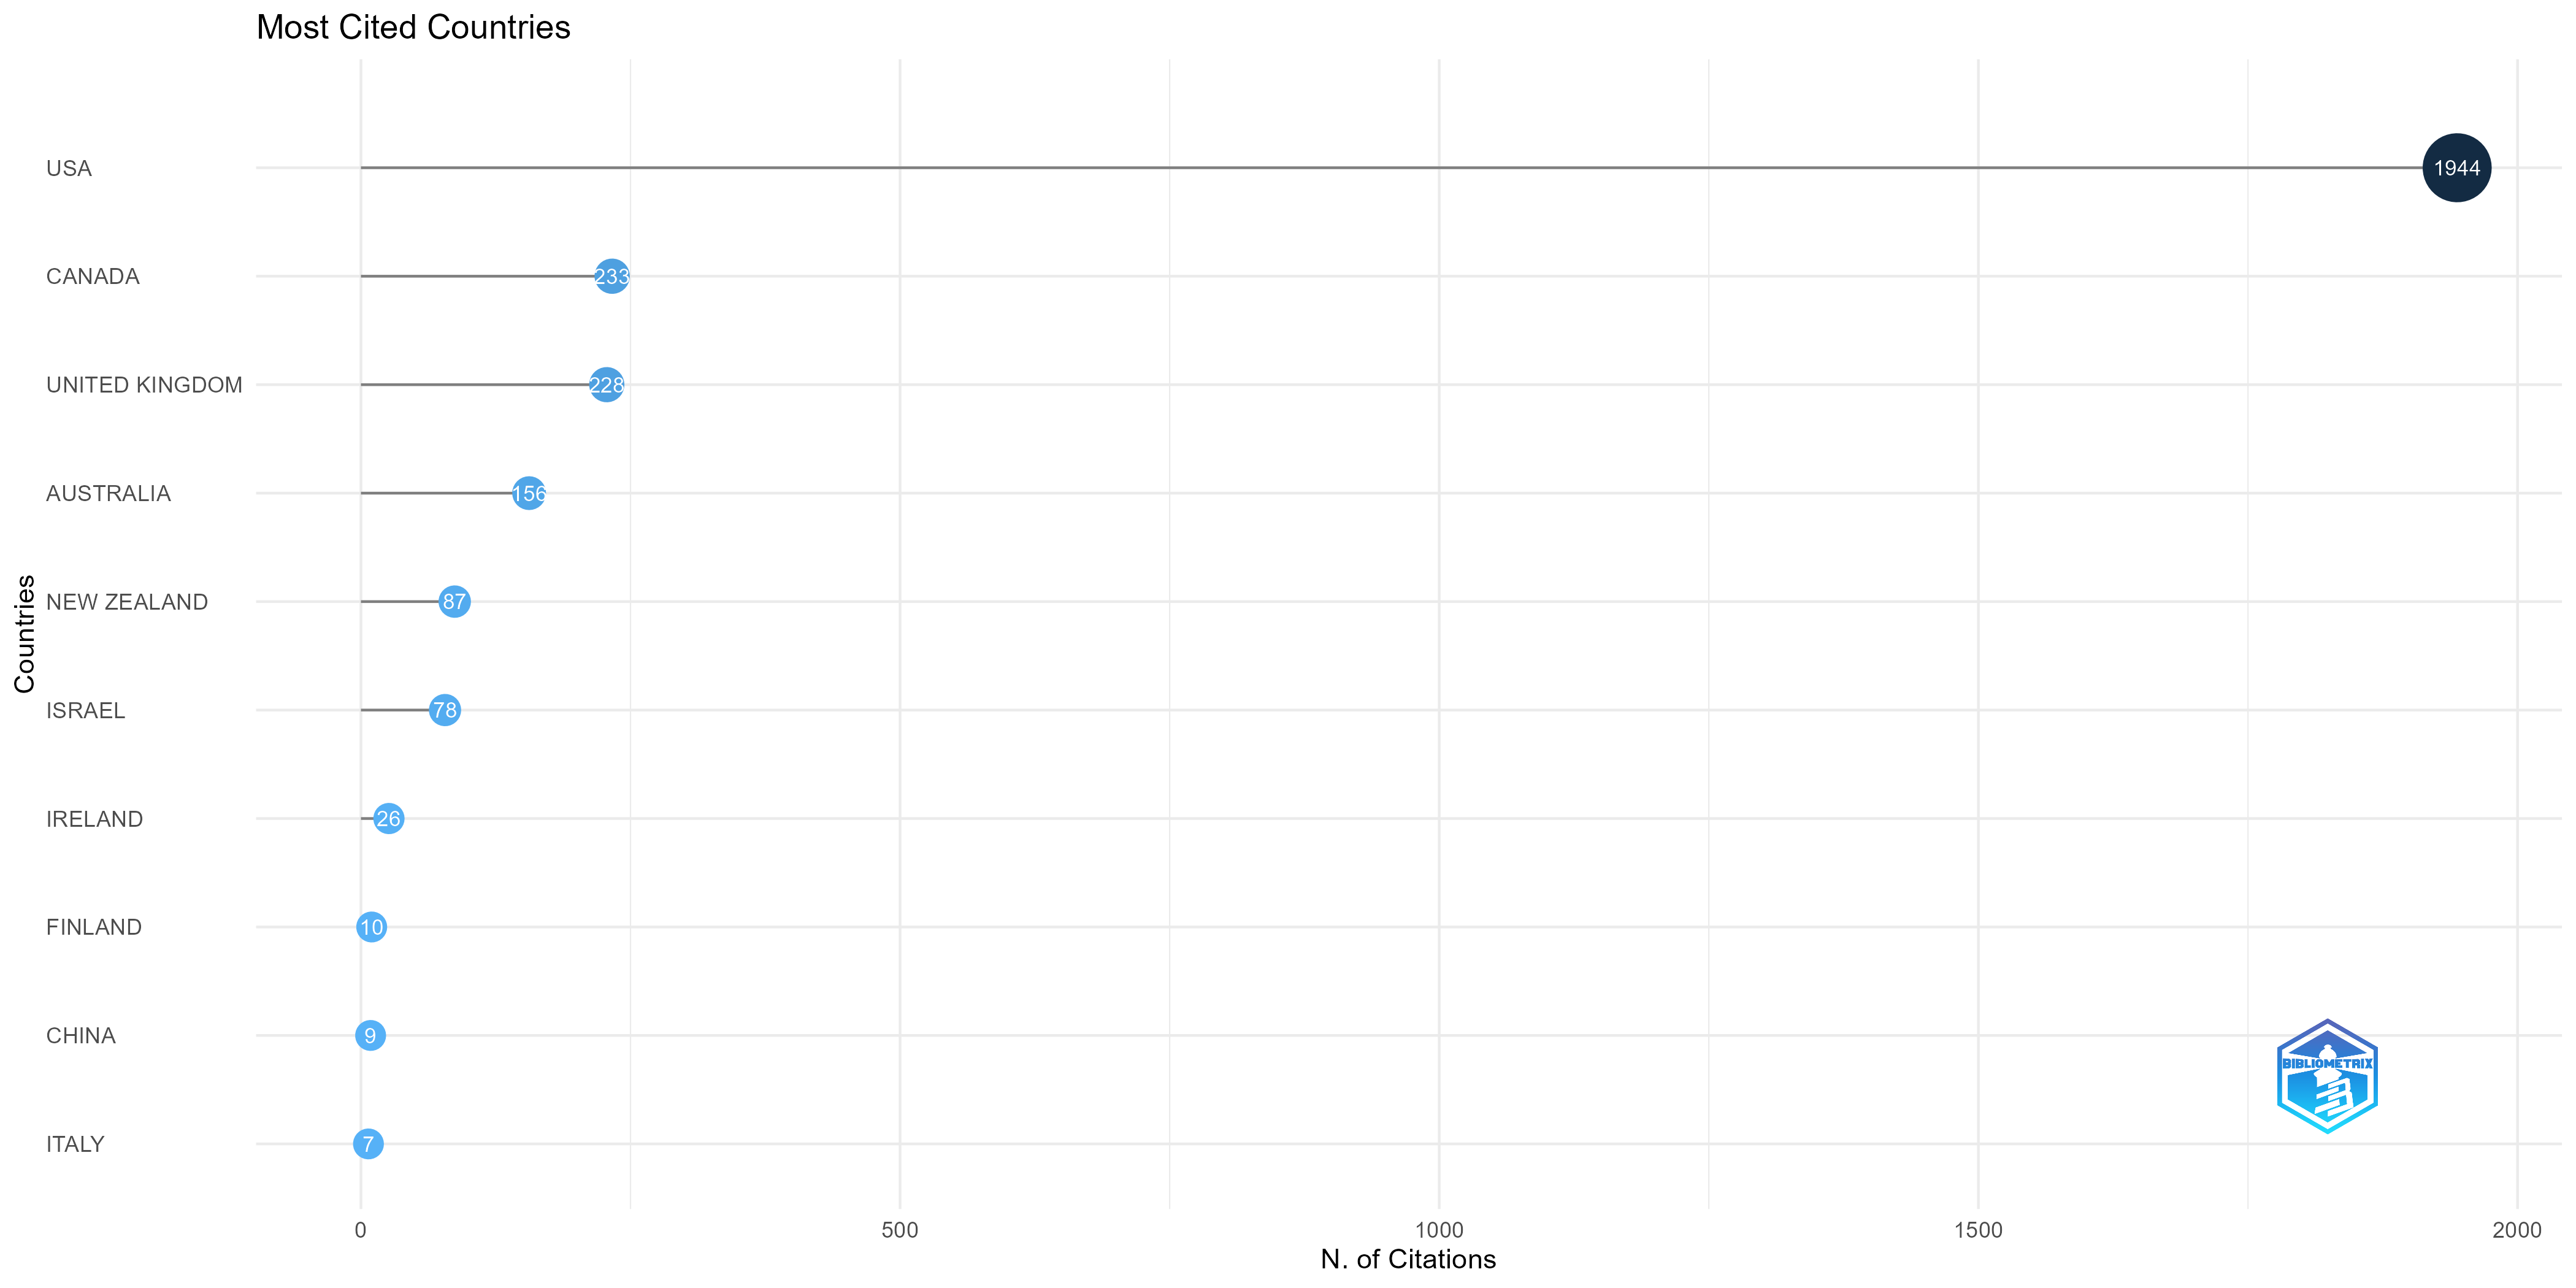 Most Cited Countries
Countries
USA
1944
CANADA
233
UNITED KINGDOM
228
AUSTRALIA
156
NEW ZEALAND
87
ISRAEL
78
IRELAND
26
FINLAND
10
CHINA
9
ITALY
7
BIBLIOMETRIX
0 500 1000 1500 2000
N. of Citations